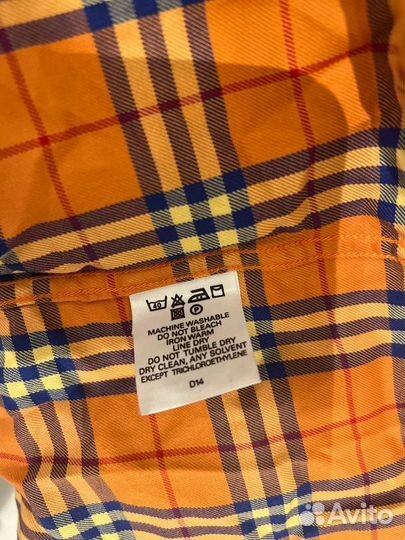 40
P
MACHINE WASHABLE
DO NOT BLEACH
IRON WARM
LINE DRY
DO NOT TUMBLE DRY
DRY CLEAN, ANY SOLVENT
EXCEPT TRICHLOROETHYLENE
D14
Avito